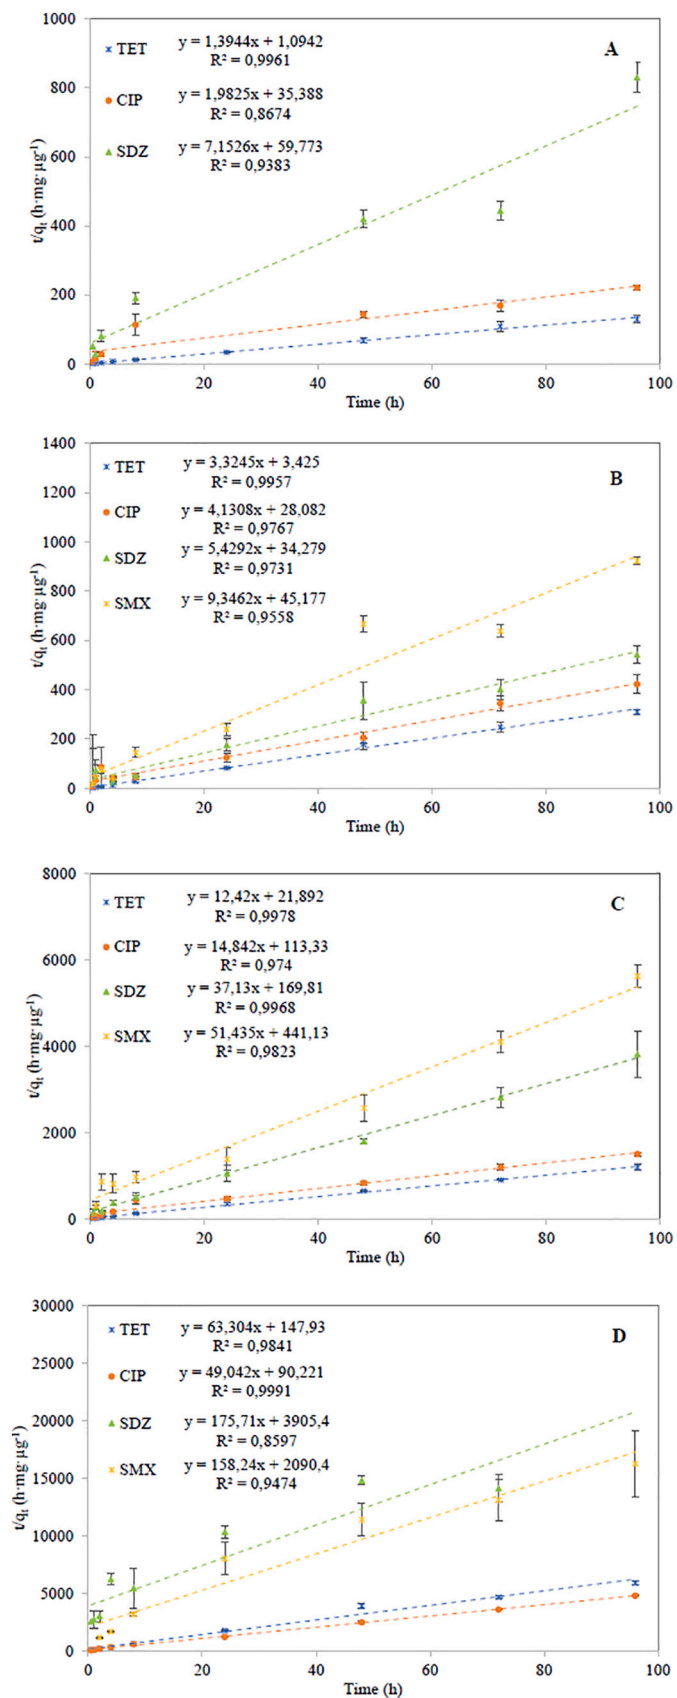 1000
800
600
400
200
0
t/qt (h·mg·µg⁻¹)
A
TET y = 1,3944x + 1,0942
R² = 0,9961
CIP y = 1,9825x + 35,388
R² = 0,8674
SDZ y = 7,1526x + 59,773
R² = 0,9383
0 20 40 60 80 100
Time (h)
1400
1200
1000
800
600
400
200
0
t/qt (h·mg·µg⁻¹)
B
TET y = 3,3245x + 3,425
R² = 0,9957
CIP y = 4,1308x + 28,082
R² = 0,9767
SDZ y = 5,4292x + 34,279
R² = 0,9731
SMX y = 9,3462x + 45,177
R² = 0,9558
0 20 40 60 80 100
Time (h)
8000
6000
4000
2000
0
t/qt (h·mg·µg⁻¹)
C
TET y = 12,42x + 21,892
R² = 0,9978
CIP y = 14,842x + 113,33
R² = 0,974
SDZ y = 37,13x + 169,81
R² = 0,9968
SMX y = 51,435x + 441,13
R² = 0,9823
0 20 40 60 80 100
Time (h)
30000
25000
20000
15000
10000
5000
0
t/qt (h·mg·µg⁻¹)
D
TET y = 63,304x + 147,93
R² = 0,9841
CIP y = 49,042x + 90,221
R² = 0,9991
SDZ y = 175,71x + 3905,4
R² = 0,8597
SMX y = 158,24x + 2090,4
R² = 0,9474
0 20 40 60 80 100
Time (h)